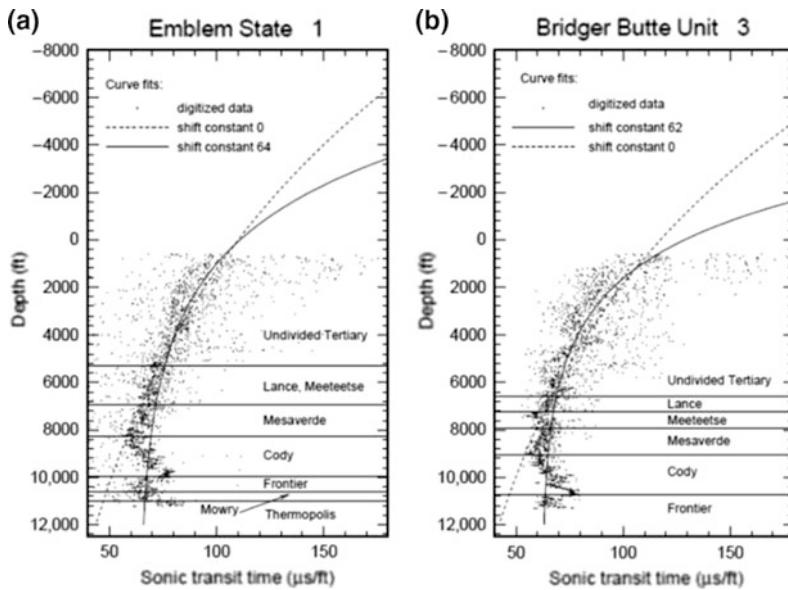 (a) Emblem State 1
Curve fits:
digitized data
shift constant 0
shift constant 64
-8000
-6000
-4000
-2000
0
2000
4000
6000
8000
10,000
12,000
Depth (ft)
Undivided Tertiary
Lance, Meeteetse
Mesaverde
Cody
Frontier
Mowry
Thermopolis
50 100 150
Sonic transit time (µs/ft)
(b) Bridger Butte Unit 3
Curve fits:
digitized data
shift constant 62
shift constant 0
-8000
-6000
-4000
-2000
0
2000
4000
6000
8000
10,000
12,000
Depth (ft)
Undivided Tertiary
Lance
Meeteetse
Mesaverde
Cody
Frontier
50 100 150
Sonic transit time (µs/ft)